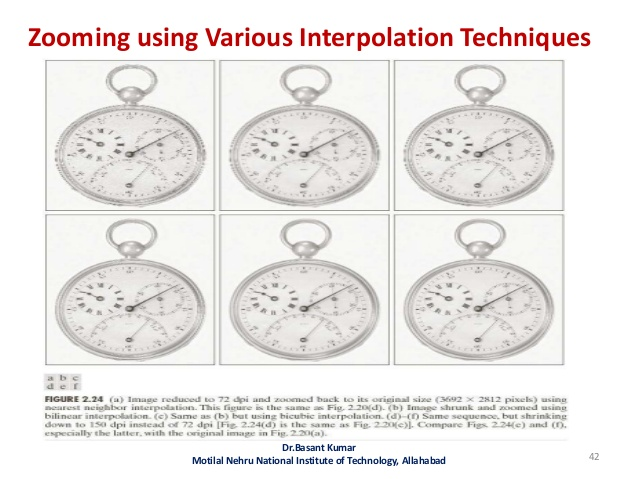 Zooming using Various Interpolation Techniques
a b c
d e f
FIGURE 2.24 (a) Image reduced to 72 dpi and zoomed back to its original size (3692 × 2812 pixels) using
nearest neighbor interpolation. This figure is the same as Fig. 2.20(d). (b) Image shrunk and zoomed using
bilinear interpolation. (c) Same as (b) but using bicubic interpolation. (d)–(f) Same sequence, but shrinking
down to 150 dpi instead of 72 dpi [Fig. 2.24(d) is the same as Fig. 2.20(c)]. Compare Figs. 2.24(e) and (f),
especially the latter, with the original image in Fig. 2.20(a).
Dr.Basant Kumar
Motilal Nehru National Institute of Technology, Allahabad
42